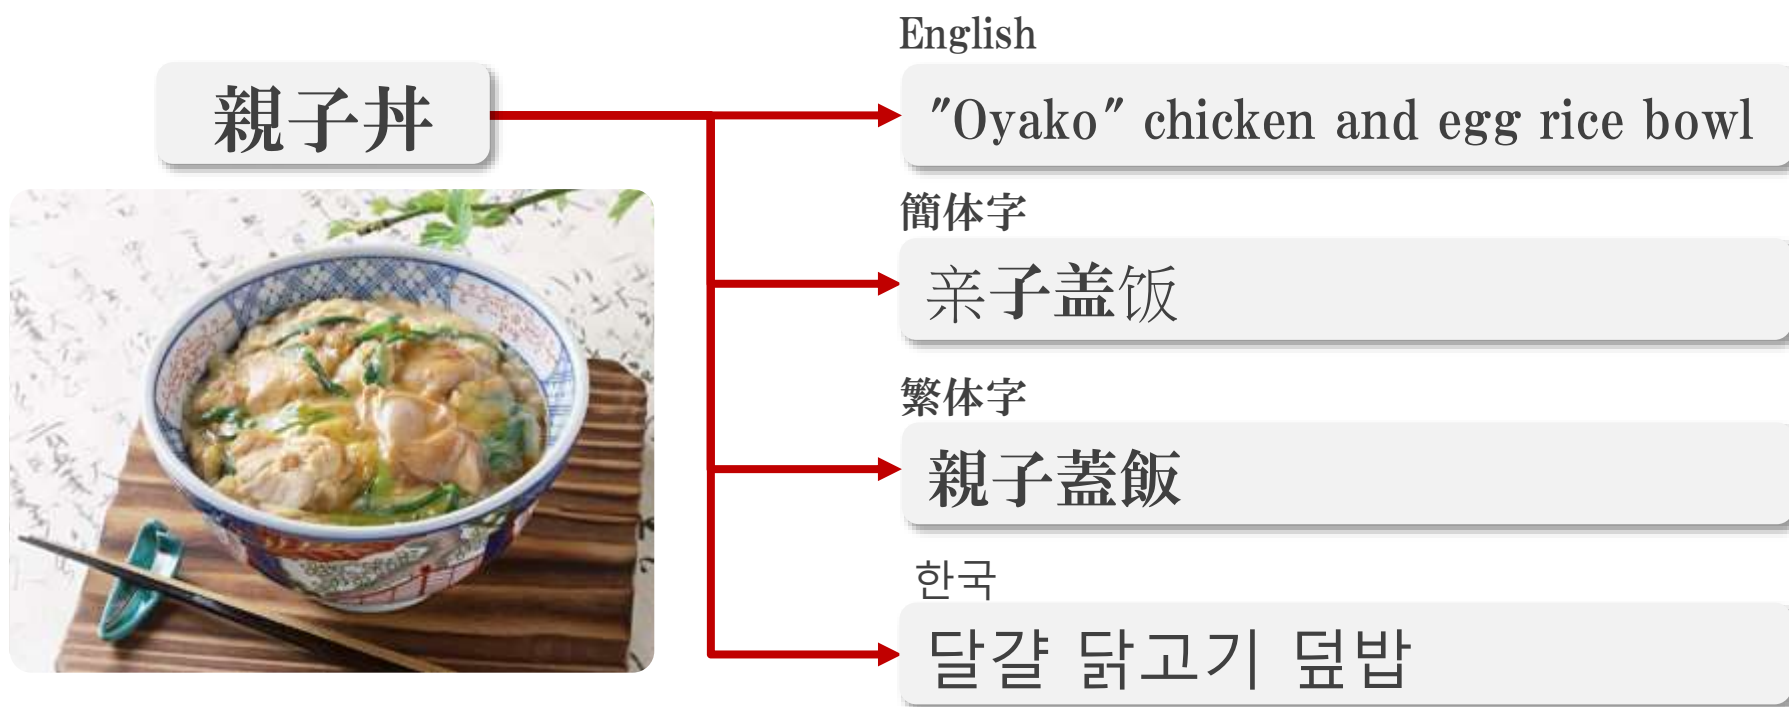 親子丼
English
"Oyako" chicken and egg rice bowl
簡体字
亲子盖饭
繁体字
親子蓋飯
한국
달걀 닭고기 덮밥